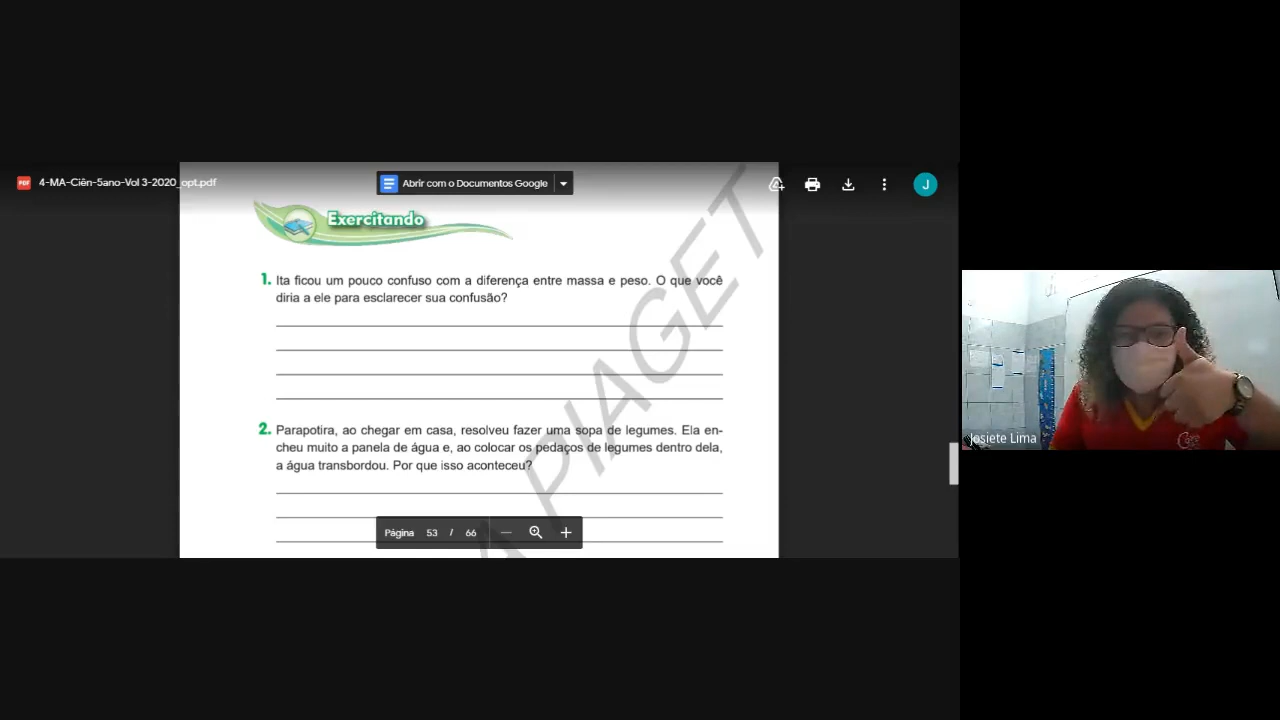 4-MA-Ciên-5ano-Vol 3-2020_opt.pdf
Abrir com o Documentos Google
J
Exercitando
1. Ita ficou um pouco confuso com a diferença entre massa e peso. O que você
diria a ele para esclarecer sua confusão?
2. Parapotira, ao chegar em casa, resolveu fazer uma sopa de legumes. Ela en-
cheu muito a panela de água e, ao colocar os pedaços de legumes dentro dela,
a água transbordou. Por que isso aconteceu?
Página 53 / 66
A PIAGET
Josiete Lima